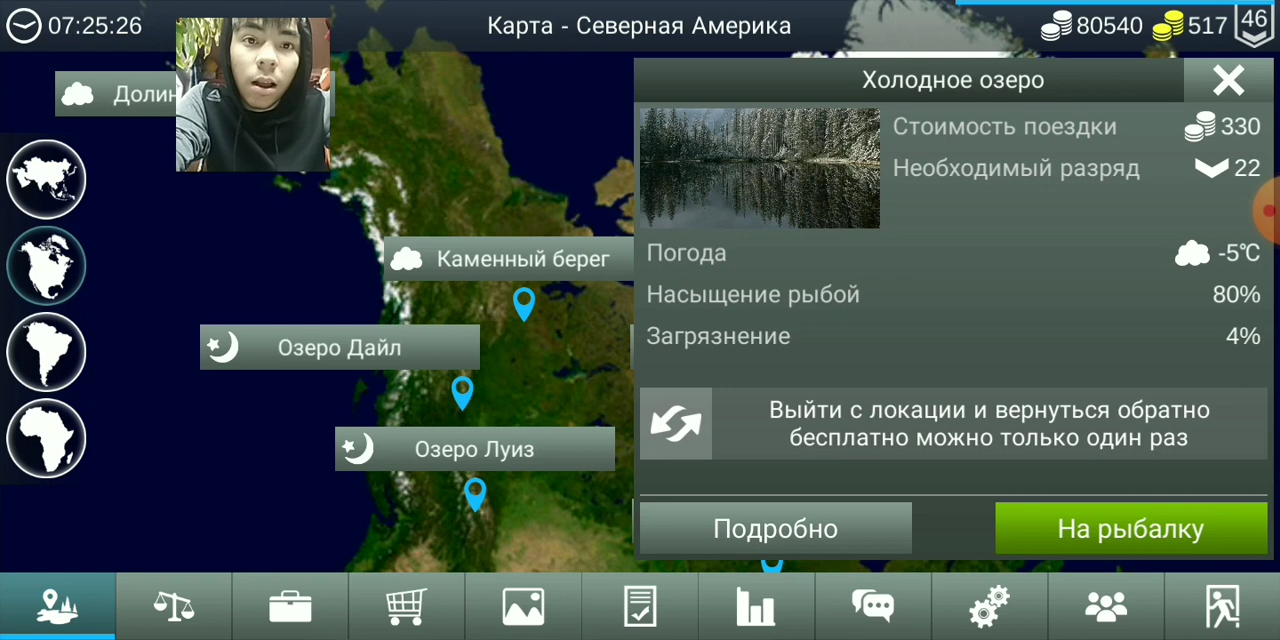 07:25:26
Карта - Северная Америка
80540
517
46
Долин
Холодное озеро
Стоимость поездки
330
Необходимый разряд
22
Каменный берег
Погода
-5°C
Насыщение рыбой
80%
Загрязнение
4%
Озеро Дайл
Выйти с локации и вернуться обратно
бесплатно можно только один раз
Озеро Луиз
Подробно
На рыбалку